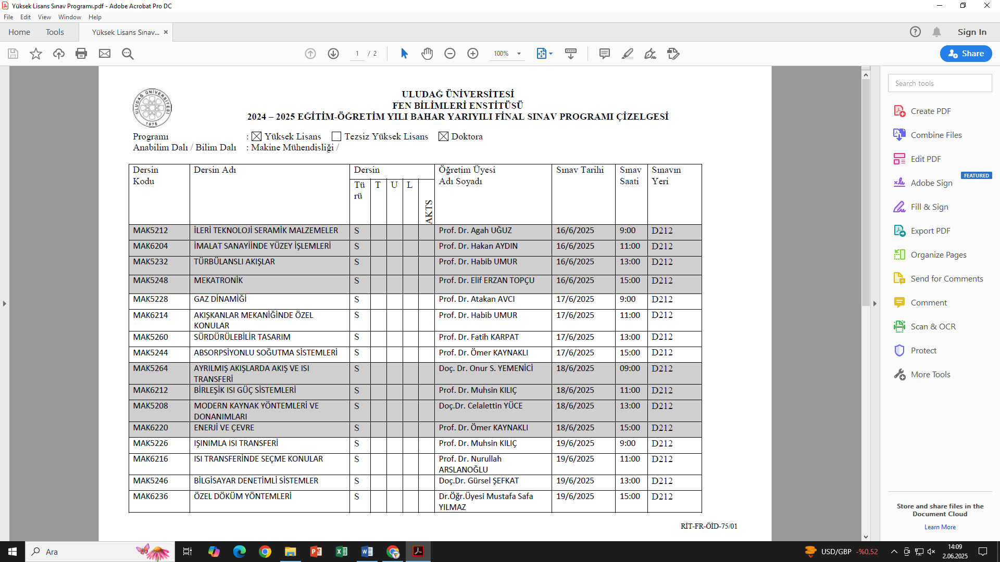 Yüksek Lisans Sınav Programı.pdf - Adobe Acrobat Pro DC
File Edit View Window Help
Home Tools Yüksek Lisans Sınav... × Sign In
1 / 2 100% Share
Search tools
Create PDF
Combine Files
Edit PDF
FEATURED
Adobe Sign
Fill & Sign
Export PDF
Organize Pages
Send for Comments
Comment
Scan & OCR
Protect
More Tools
Store and share files in the
Document Cloud
Learn More
ULUDAĞ ÜNİVERSİTESİ
1975
ULUDAĞ ÜNİVERSİTESİ
FEN BİLİMLERİ ENSTİTÜSÜ
2024 – 2025 EĞİTİM-ÖĞRETİM YILI BAHAR YARIYILI FİNAL SINAV PROGRAMI ÇİZELGESİ
Programı : Yüksek Lisans Tezsiz Yüksek Lisans Doktora
Anabilim Dalı / Bilim Dalı : Makine Mühendisliği /
Dersin Dersin Adı Dersin Öğretim Üyesi Sınav Tarihi Sınav Sınavın
Kodu Adı Soyadı Saati Yeri
Tü T U L
rü
AKTS
MAK5212 İLERİ TEKNOLOJİ SERAMİK MALZEMELER S Prof. Dr. Agah UĞUZ 16/6/2025 9:00 D212
MAK6204 İMALAT SANAYİİNDE YÜZEY İŞLEMLERİ S Prof. Dr. Hakan AYDIN 16/6/2025 11:00 D212
MAK5232 TÜRBÜLANSLI AKIŞLAR S Prof. Dr. Habib UMUR 16/6/2025 13:00 D212
MAK5248 MEKATRONİK S Prof. Dr. Elif ERZAN TOPÇU 16/6/2025 15:00 D212
MAK5228 GAZ DİNAMİĞİ S Prof. Dr. Atakan AVCI 17/6/2025 9:00 D212
MAK6214 AKIŞKANLAR MEKANİĞİNDE ÖZEL S Prof. Dr. Habib UMUR 17/6/2025 11:00 D212
KONULAR
MAK5260 SÜRDÜRÜLEBİLİR TASARIM S Prof. Dr. Fatih KARPAT 17/6/2025 13:00 D212
MAK5244 ABSORPSİYONLU SOĞUTMA SİSTEMLERİ S Prof. Dr. Ömer KAYNAKLI 17/6/2025 15:00 D212
MAK5264 AYRILMIŞ AKIŞLARDA AKIŞ VE ISI S Doç. Dr. Onur S. YEMENİCİ 18/6/2025 09:00 D212
TRANSFERİ
MAK6212 BİRLEŞİK ISI GÜÇ SİSTEMLERİ S Prof. Dr. Muhsin KILIÇ 18/6/2025 11:00 D212
MAK5208 MODERN KAYNAK YÖNTEMLERİ VE S Doç.Dr. Celalettin YÜCE 18/6/2025 13:00 D212
DONANIMLARI
MAK6220 ENERJİ VE ÇEVRE S Prof. Dr. Ömer KAYNAKLI 18/6/2025 15:00 D212
MAK5226 IŞINIMLA ISI TRANSFERİ S Prof. Dr. Muhsin KILIÇ 19/6/2025 9:00 D212
MAK6216 ISI TRANSFERİNDE SEÇME KONULAR S Prof. Dr. Nurullah 19/6/2025 11:00 D212
ARSLANOĞLU
MAK5246 BİLGİSAYAR DENETİMLİ SİSTEMLER S Doç.Dr. Gürsel ŞEFKAT 19/6/2025 13:00 D212
MAK6236 ÖZEL DÖKÜM YÖNTEMLERİ S Dr.Öğr.Üyesi Mustafa Safa 19/6/2025 15:00 D212
YILMAZ
RİT-FR-ÖİD-75/01
Ara USD/GBP -%0,52 14:09
2.06.2025